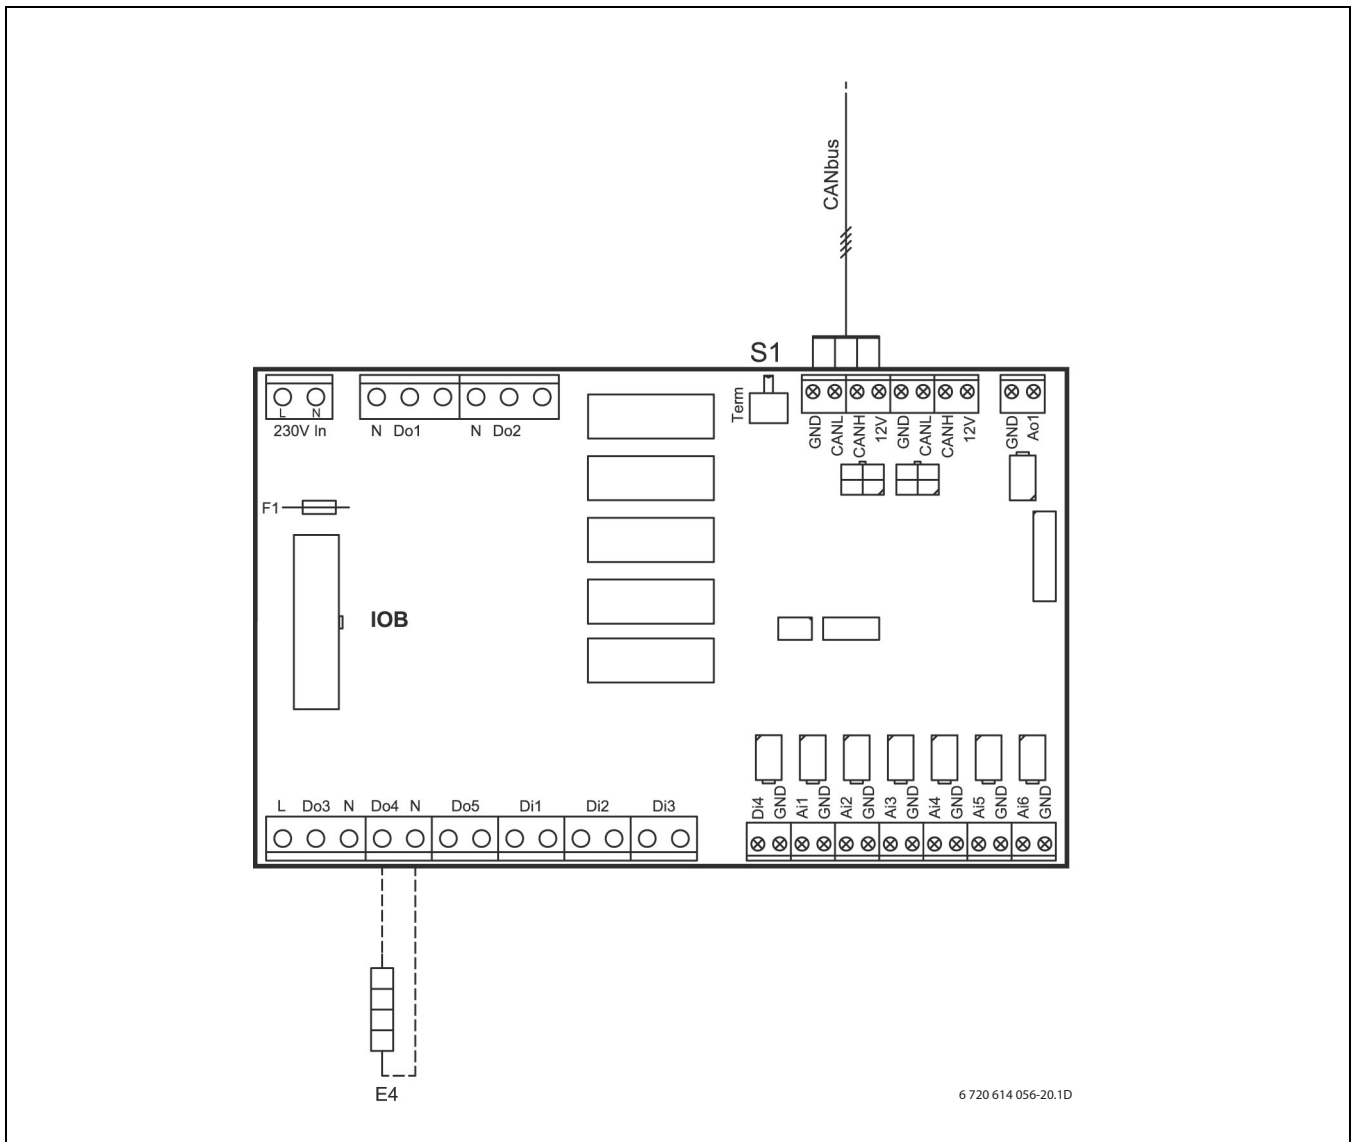 CANbus
S1
Term
L N
230V In
N Do1 N Do2
GND CANL CANH 12V GND CANL CANH 12V
GND Ao1
F1
IOB
L Do3 N Do4 N Do5 Di1 Di2 Di3
Di4 GND Ai1 GND Ai2 GND Ai3 GND Ai4 GND Ai5 GND Ai6 GND
E4
6 720 614 056-20.1D